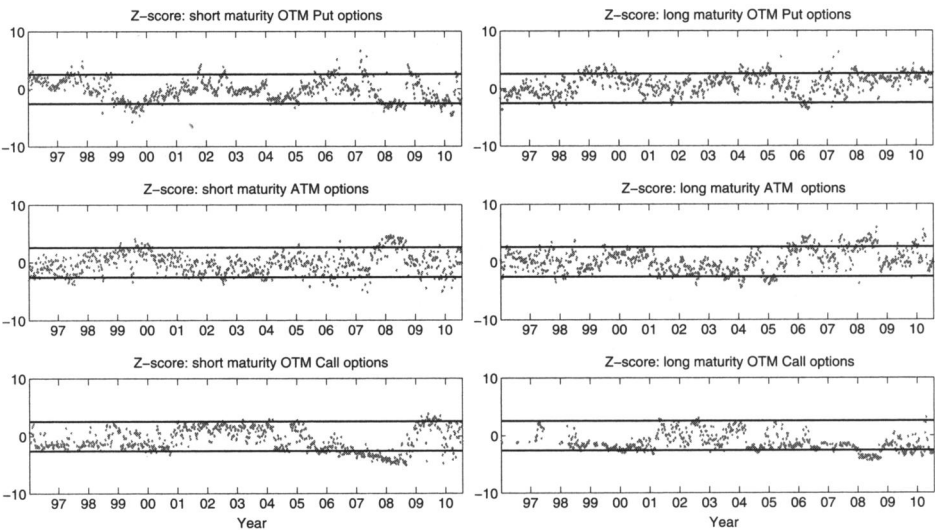 Z−score: short maturity OTM Put options
10
0
−10
97 98 99 00 01 02 03 04 05 06 07 08 09 10
Z−score: long maturity OTM Put options
10
0
−10
97 98 99 00 01 02 03 04 05 06 07 08 09 10
Z−score: short maturity ATM options
10
0
−10
97 98 99 00 01 02 03 04 05 06 07 08 09 10
Z−score: long maturity ATM options
10
0
−10
97 98 99 00 01 02 03 04 05 06 07 08 09 10
Z−score: short maturity OTM Call options
10
0
−10
97 98 99 00 01 02 03 04 05 06 07 08 09 10
Year
Z−score: long maturity OTM Call options
10
0
−10
97 98 99 00 01 02 03 04 05 06 07 08 09 10
Year